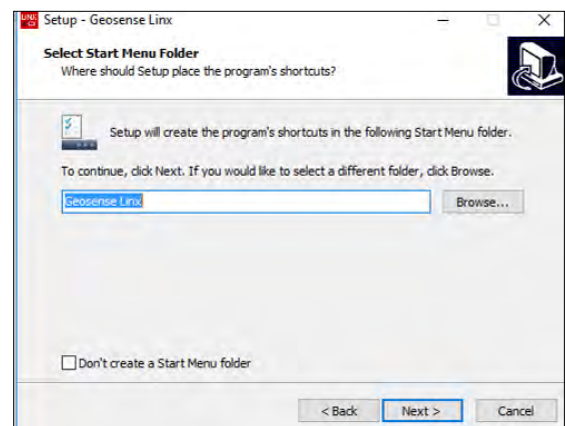 Setup - Geosense Linx
Select Start Menu Folder
Where should Setup place the program's shortcuts?
Setup will create the program's shortcuts in the following Start Menu folder.
To continue, click Next. If you would like to select a different folder, click Browse.
Geosense Linx
Browse...
Don't create a Start Menu folder
< Back
Next >
Cancel